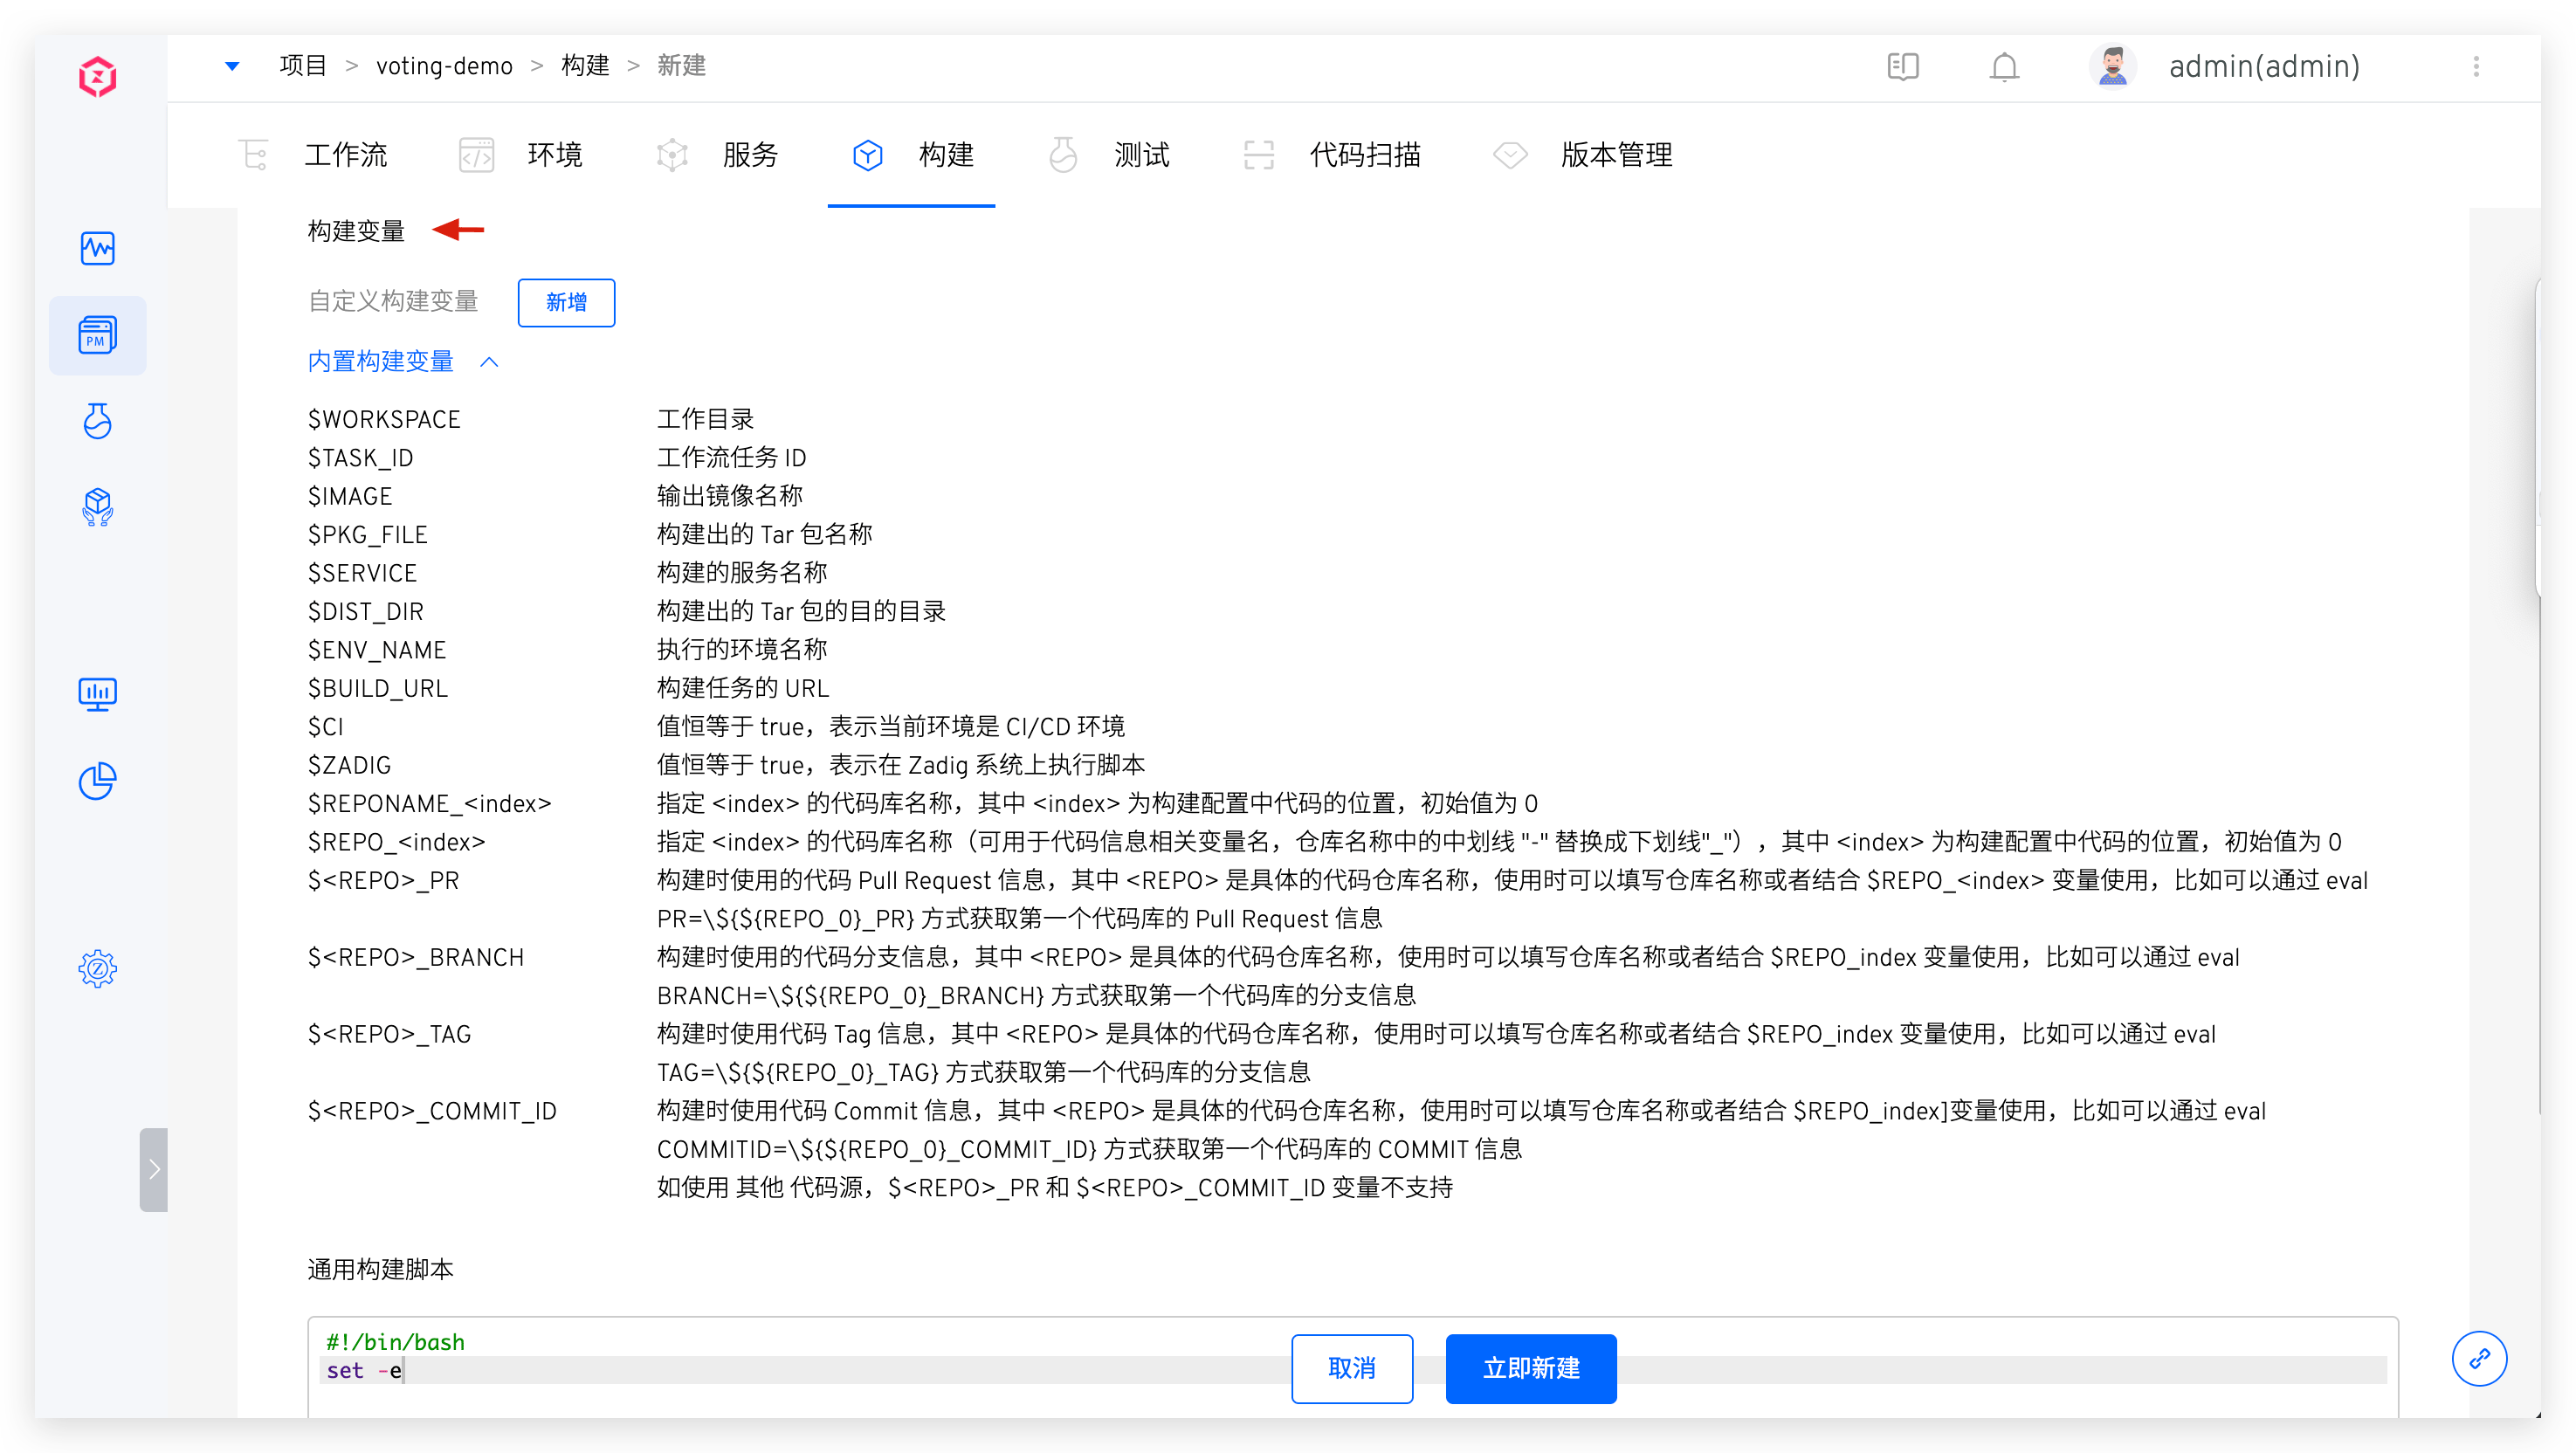 项目 > voting-demo > 构建 > 新建
admin(admin)
工作流 环境 服务 构建 测试 代码扫描 版本管理
构建变量
自定义构建变量 新增
PM
内置构建变量
$WORKSPACE 工作目录
$TASK_ID 工作流任务 ID
$IMAGE 输出镜像名称
$PKG_FILE 构建出的 Tar 包名称
$SERVICE 构建的服务名称
$DIST_DIR 构建出的 Tar 包的目的目录
$ENV_NAME 执行的环境名称
$BUILD_URL 构建任务的 URL
$CI 值恒等于 true，表示当前环境是 CI/CD 环境
$ZADIG 值恒等于 true，表示在 Zadig 系统上执行脚本
$REPONAME_<index> 指定 <index> 的代码库名称，其中 <index> 为构建配置中代码的位置，初始值为 0
$REPO_<index> 指定 <index> 的代码库名称（可用于代码信息相关变量名，仓库名称中的中划线 "-" 替换成下划线"_"），其中 <index> 为构建配置中代码的位置，初始值为 0
$<REPO>_PR 构建时使用的代码 Pull Request 信息，其中 <REPO> 是具体的代码仓库名称，使用时可以填写仓库名称或者结合 $REPO_<index> 变量使用，比如可以通过 eval
PR=\${${REPO_0}_PR} 方式获取第一个代码库的 Pull Request 信息
$<REPO>_BRANCH 构建时使用的代码分支信息，其中 <REPO> 是具体的代码仓库名称，使用时可以填写仓库名称或者结合 $REPO_index 变量使用，比如可以通过 eval
BRANCH=\${${REPO_0}_BRANCH} 方式获取第一个代码库的分支信息
$<REPO>_TAG 构建时使用代码 Tag 信息，其中 <REPO> 是具体的代码仓库名称，使用时可以填写仓库名称或者结合 $REPO_index 变量使用，比如可以通过 eval
TAG=\${${REPO_0}_TAG} 方式获取第一个代码库的分支信息
$<REPO>_COMMIT_ID 构建时使用代码 Commit 信息，其中 <REPO> 是具体的代码仓库名称，使用时可以填写仓库名称或者结合 $REPO_index]变量使用，比如可以通过 eval
COMMITID=\${${REPO_0}_COMMIT_ID} 方式获取第一个代码库的 COMMIT 信息
如使用 其他 代码源，$<REPO>_PR 和 $<REPO>_COMMIT_ID 变量不支持
通用构建脚本
#!/bin/bash
set -e
取消 立即新建